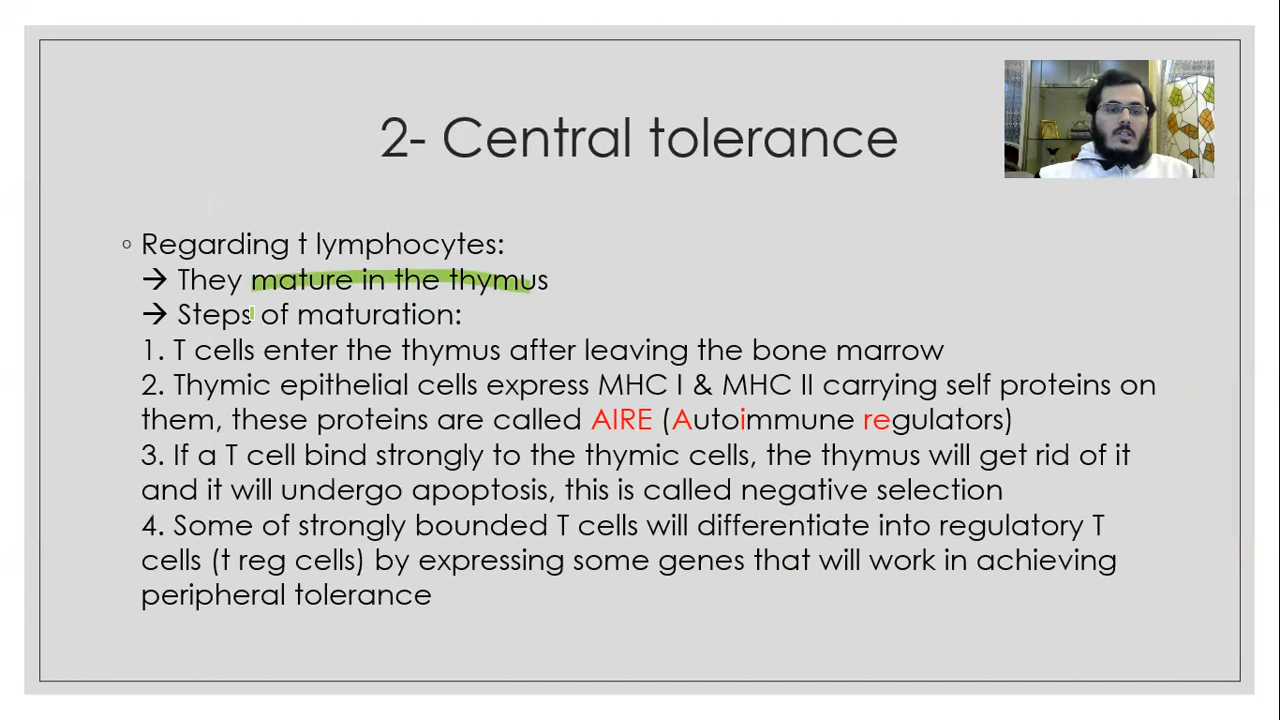 2- Central tolerance
◦ Regarding t lymphocytes:
→ They mature in the thymus
→ Steps of maturation:
1. T cells enter the thymus after leaving the bone marrow
2. Thymic epithelial cells express MHC I & MHC II carrying self proteins on
them, these proteins are called AIRE (Autoimmune regulators)
3. If a T cell bind strongly to the thymic cells, the thymus will get rid of it
and it will undergo apoptosis, this is called negative selection
4. Some of strongly bounded T cells will differentiate into regulatory T
cells (t reg cells) by expressing some genes that will work in achieving
peripheral tolerance